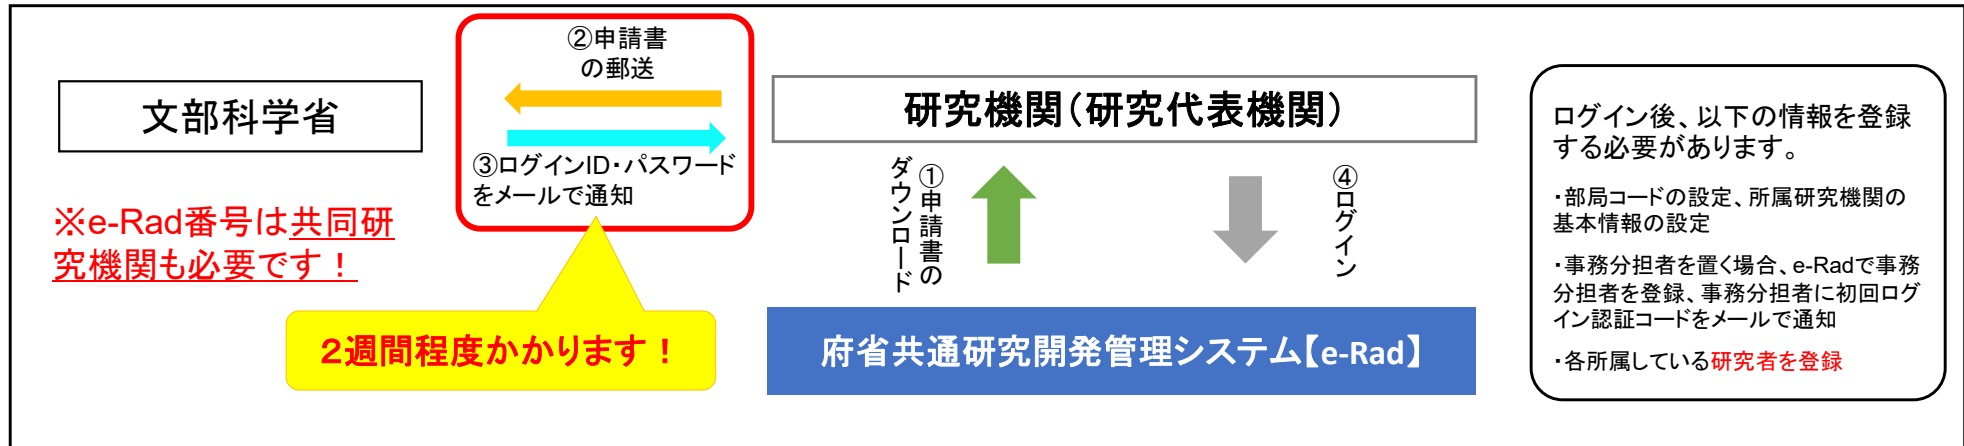 文部科学省
※e-Rad番号は共同研
究機関も必要です！
②申請書
の郵送
③ログインID・パスワード
をメールで通知
２週間程度かかります！
研究機関（研究代表機関）
①申請書の
ダウンロード
④ログイン
府省共通研究開発管理システム【e-Rad】
ログイン後、以下の情報を登録
する必要があります。
・部局コードの設定、所属研究機関の
基本情報の設定
・事務分担者を置く場合、e-Radで事務
分担者を登録、事務分担者に初回ログ
イン認証コードをメールで通知
・各所属している研究者を登録